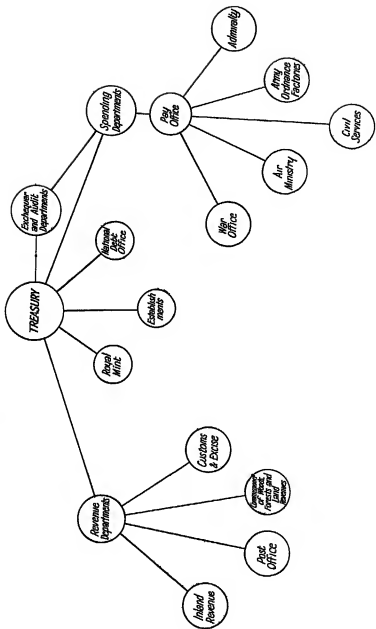 TREASURY
Exchequer
and Audit
Departments
Spending
Departments
Revenue
Departments
Royal
Mint
Establish
ments
National
Debt
Office
Pay
Office
Inland
Revenue
Post
Office
Commissioners
of Woods,
Forests and
Land
Revenues
Customs
& Excise
War
Office
Air
Ministry
Civil
Services
Army
Ordnance
Factories
Admiralty